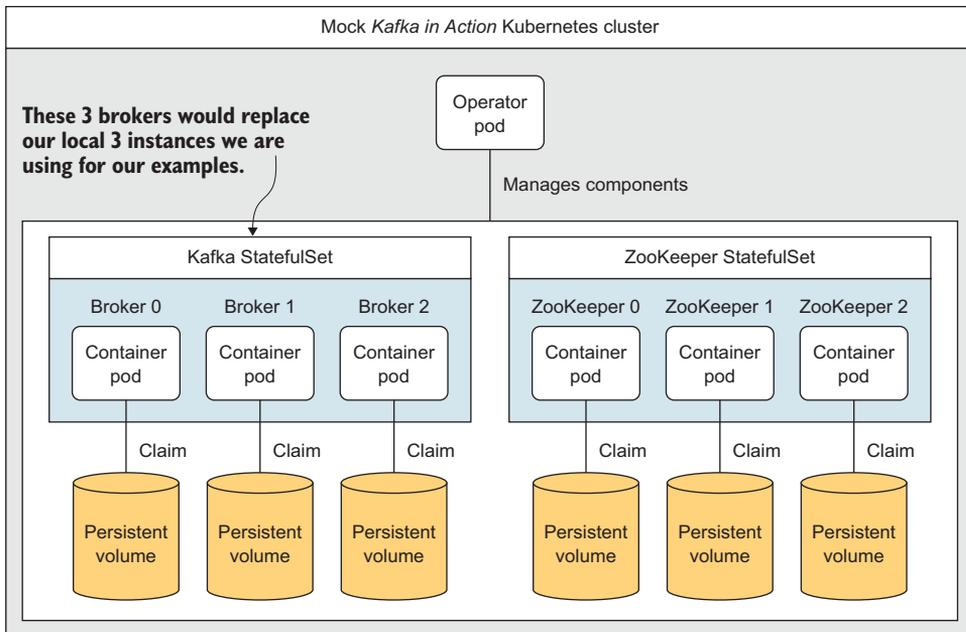 Mock Kafka in Action Kubernetes cluster
Operator
pod
These 3 brokers would replace
our local 3 instances we are
using for our examples.
Manages components
Kafka StatefulSet
Broker 0
Broker 1
Broker 2
Container
pod
Container
pod
Container
pod
Claim
Claim
Claim
Persistent
volume
Persistent
volume
Persistent
volume
ZooKeeper StatefulSet
ZooKeeper 0
ZooKeeper 1
ZooKeeper 2
Container
pod
Container
pod
Container
pod
Claim
Claim
Claim
Persistent
volume
Persistent
volume
Persistent
volume